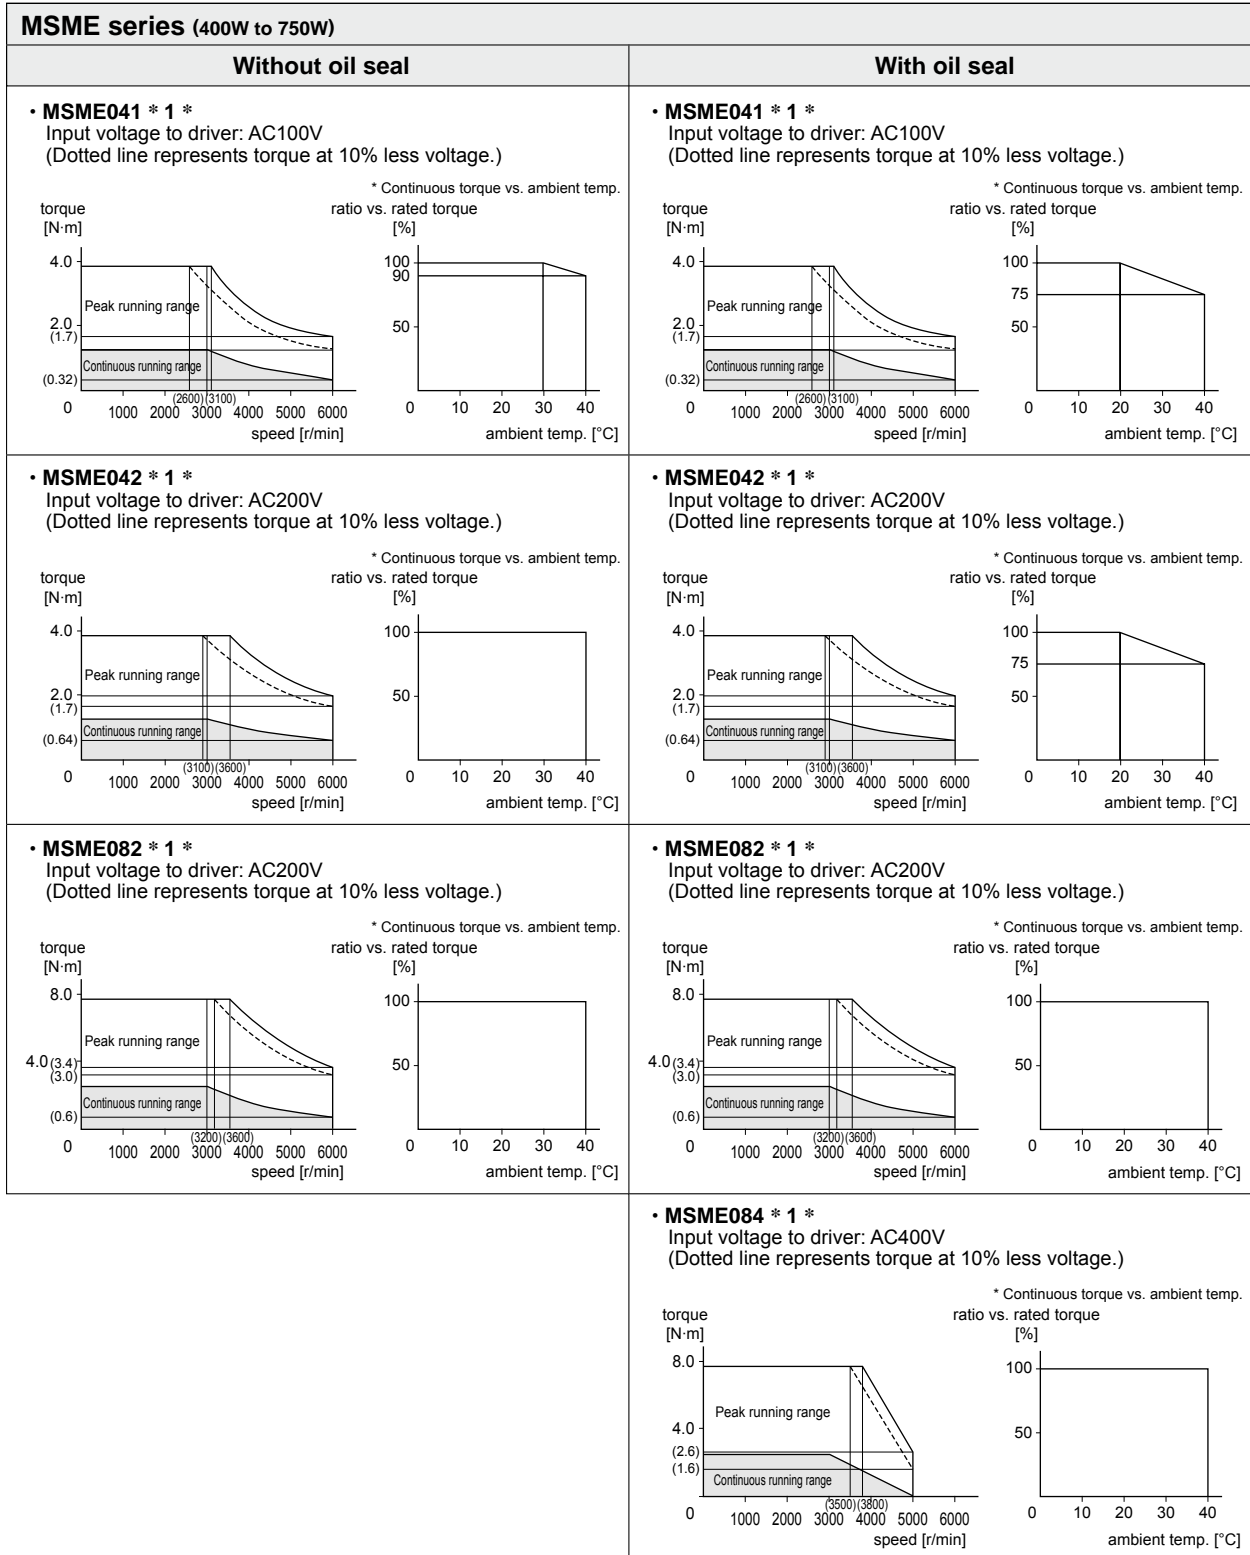 MSME series (400W to 750W)
Without oil seal
With oil seal
・MSME041 * 1 *
Input voltage to driver: AC100V
(Dotted line represents torque at 10% less voltage.)
* Continuous torque vs. ambient temp.
torque
[N·m]
ratio vs. rated torque
[%]
4.0
2.0
(1.7)
(0.32)
0
Peak running range
Continuous running range
(2600) (3100)
1000 2000 3000 4000 5000 6000
speed [r/min]
100
90
50
0 10 20 30 40
ambient temp. [°C]
・MSME041 * 1 *
Input voltage to driver: AC100V
(Dotted line represents torque at 10% less voltage.)
* Continuous torque vs. ambient temp.
torque
[N·m]
ratio vs. rated torque
[%]
4.0
2.0
(1.7)
(0.32)
0
Peak running range
Continuous running range
(2600) (3100)
1000 2000 3000 4000 5000 6000
speed [r/min]
100
75
50
0 10 20 30 40
ambient temp. [°C]
・MSME042 * 1 *
Input voltage to driver: AC200V
(Dotted line represents torque at 10% less voltage.)
* Continuous torque vs. ambient temp.
torque
[N·m]
ratio vs. rated torque
[%]
4.0
2.0
(1.7)
(0.64)
0
Peak running range
Continuous running range
(3100) (3600)
1000 2000 3000 4000 5000 6000
speed [r/min]
100
50
0 10 20 30 40
ambient temp. [°C]
・MSME042 * 1 *
Input voltage to driver: AC200V
(Dotted line represents torque at 10% less voltage.)
* Continuous torque vs. ambient temp.
torque
[N·m]
ratio vs. rated torque
[%]
4.0
2.0
(1.7)
(0.64)
0
Peak running range
Continuous running range
(3100) (3600)
1000 2000 3000 4000 5000 6000
speed [r/min]
100
75
50
0 10 20 30 40
ambient temp. [°C]
・MSME082 * 1 *
Input voltage to driver: AC200V
(Dotted line represents torque at 10% less voltage.)
* Continuous torque vs. ambient temp.
torque
[N·m]
ratio vs. rated torque
[%]
8.0
4.0 (3.4)
(3.0)
(0.6)
0
Peak running range
Continuous running range
(3200) (3600)
1000 2000 3000 4000 5000 6000
speed [r/min]
100
50
0 10 20 30 40
ambient temp. [°C]
・MSME082 * 1 *
Input voltage to driver: AC200V
(Dotted line represents torque at 10% less voltage.)
* Continuous torque vs. ambient temp.
torque
[N·m]
ratio vs. rated torque
[%]
8.0
4.0 (3.4)
(3.0)
(0.6)
0
Peak running range
Continuous running range
(3200) (3600)
1000 2000 3000 4000 5000 6000
speed [r/min]
100
50
0 10 20 30 40
ambient temp. [°C]
・MSME084 * 1 *
Input voltage to driver: AC400V
(Dotted line represents torque at 10% less voltage.)
* Continuous torque vs. ambient temp.
torque
[N·m]
ratio vs. rated torque
[%]
8.0
4.0
(2.6)
(1.6)
0
Peak running range
Continuous running range
(3500) (3800)
1000 2000 3000 4000 5000 6000
speed [r/min]
100
50
0 10 20 30 40
ambient temp. [°C]